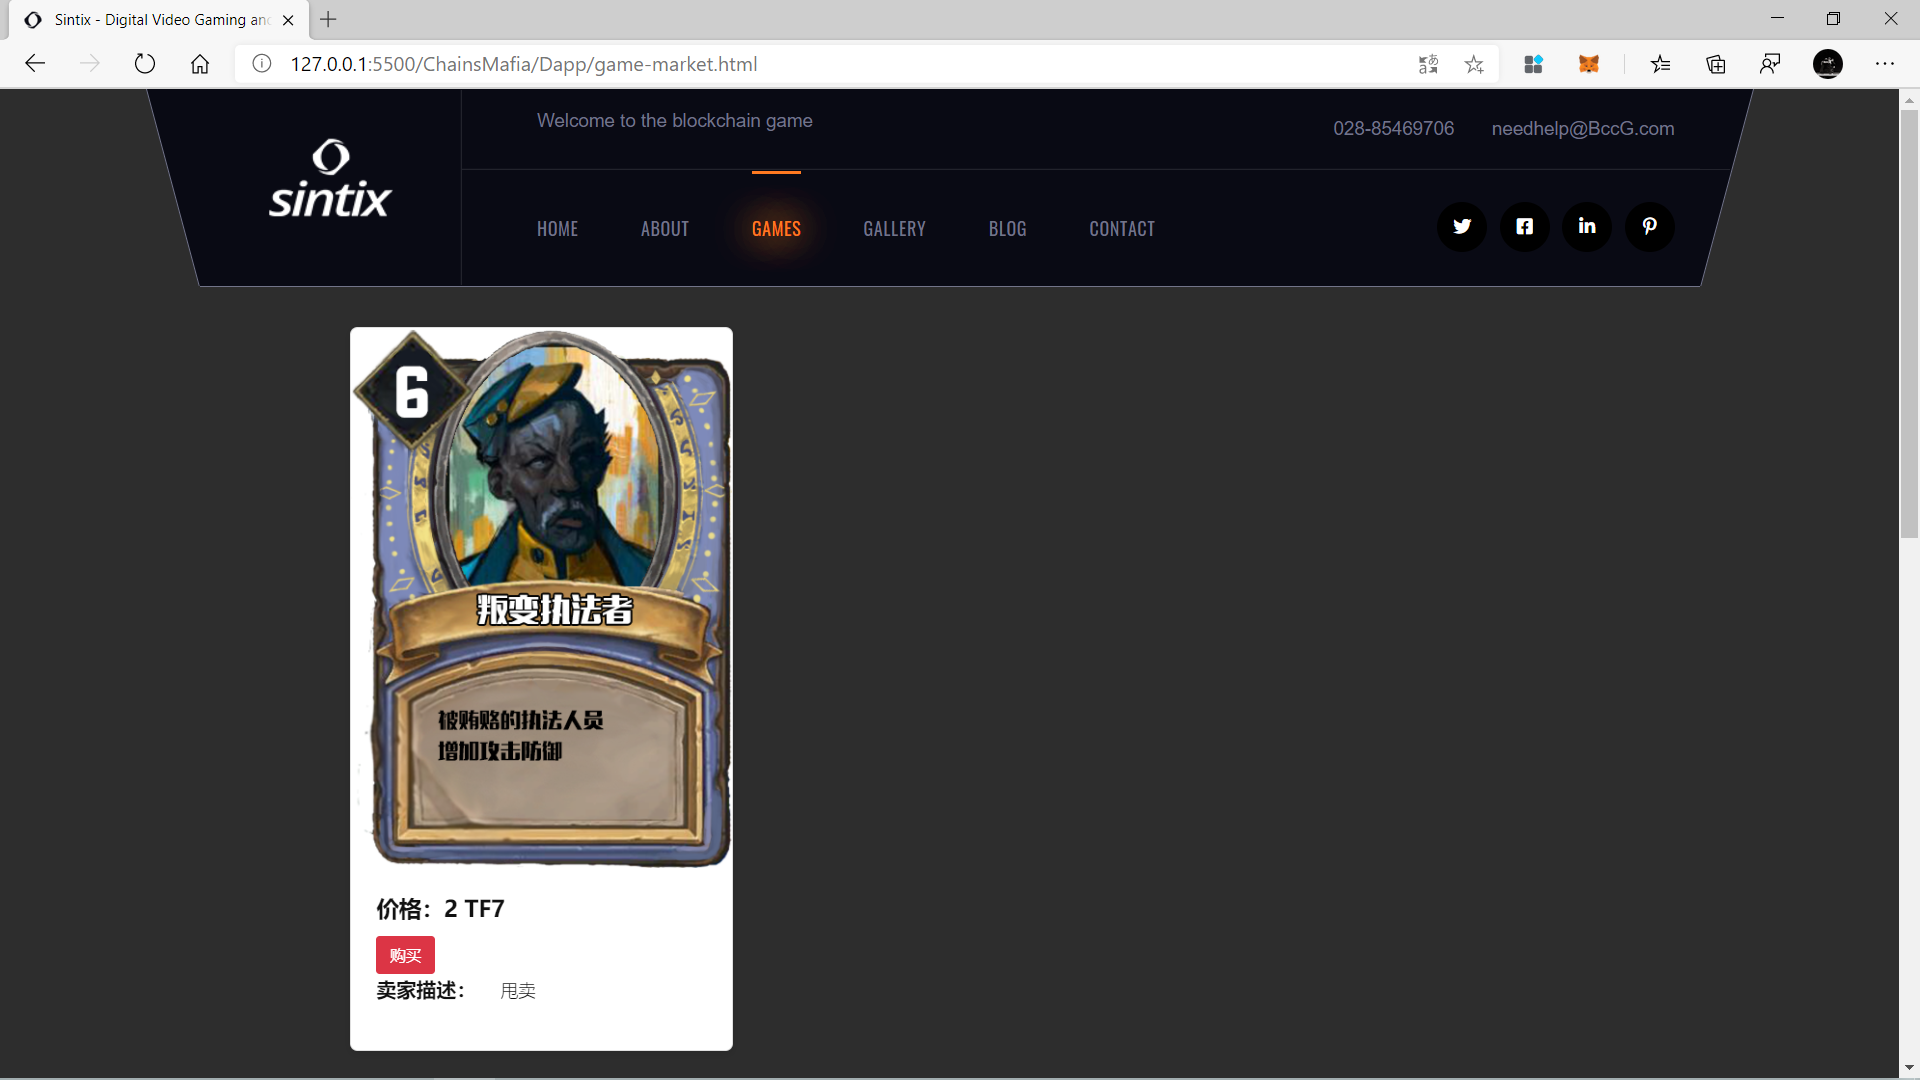 Sintix - Digital Video Gaming and
127.0.0.1:5500/ChainsMafia/Dapp/game-market.html
Welcome to the blockchain game
028-85469706
needhelp@BccG.com
sintix
HOME
ABOUT
GAMES
GALLERY
BLOG
CONTACT
6
叛变执法者
被贿赂的执法人员
增加攻击防御
价格：2 TF7
购买
卖家描述： 甩卖